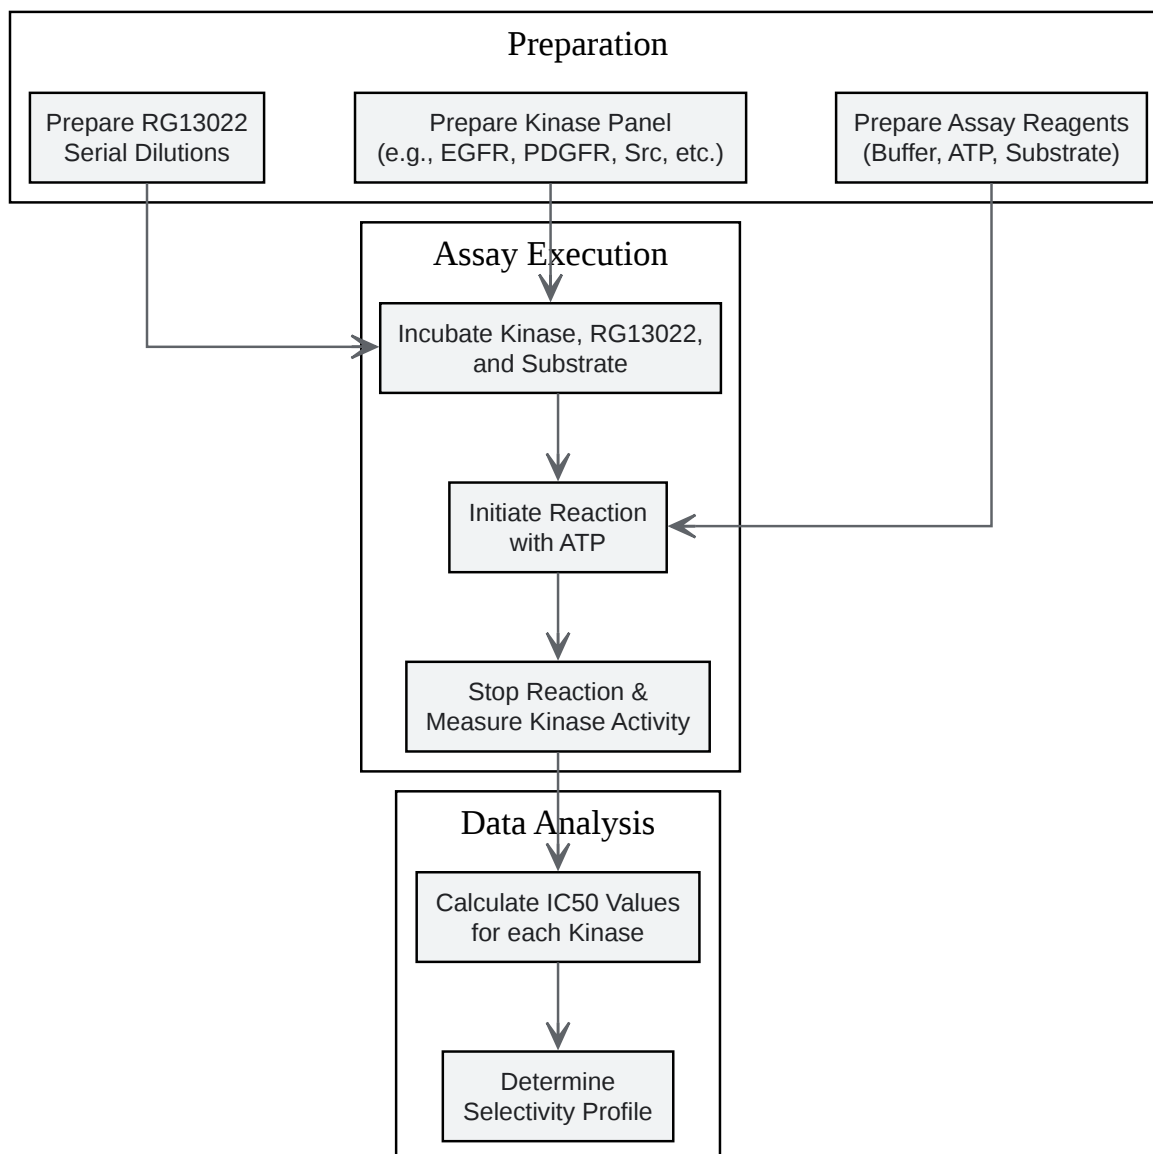 Preparation
Prepare RG13022
Serial Dilutions
Prepare Kinase Panel
(e.g., EGFR, PDGFR, Src, etc.)
Prepare Assay Reagents
(Buffer, ATP, Substrate)
Assay Execution
Incubate Kinase, RG13022,
and Substrate
Initiate Reaction
with ATP
Stop Reaction &
Measure Kinase Activity
Data Analysis
Calculate IC50 Values
for each Kinase
Determine
Selectivity Profile